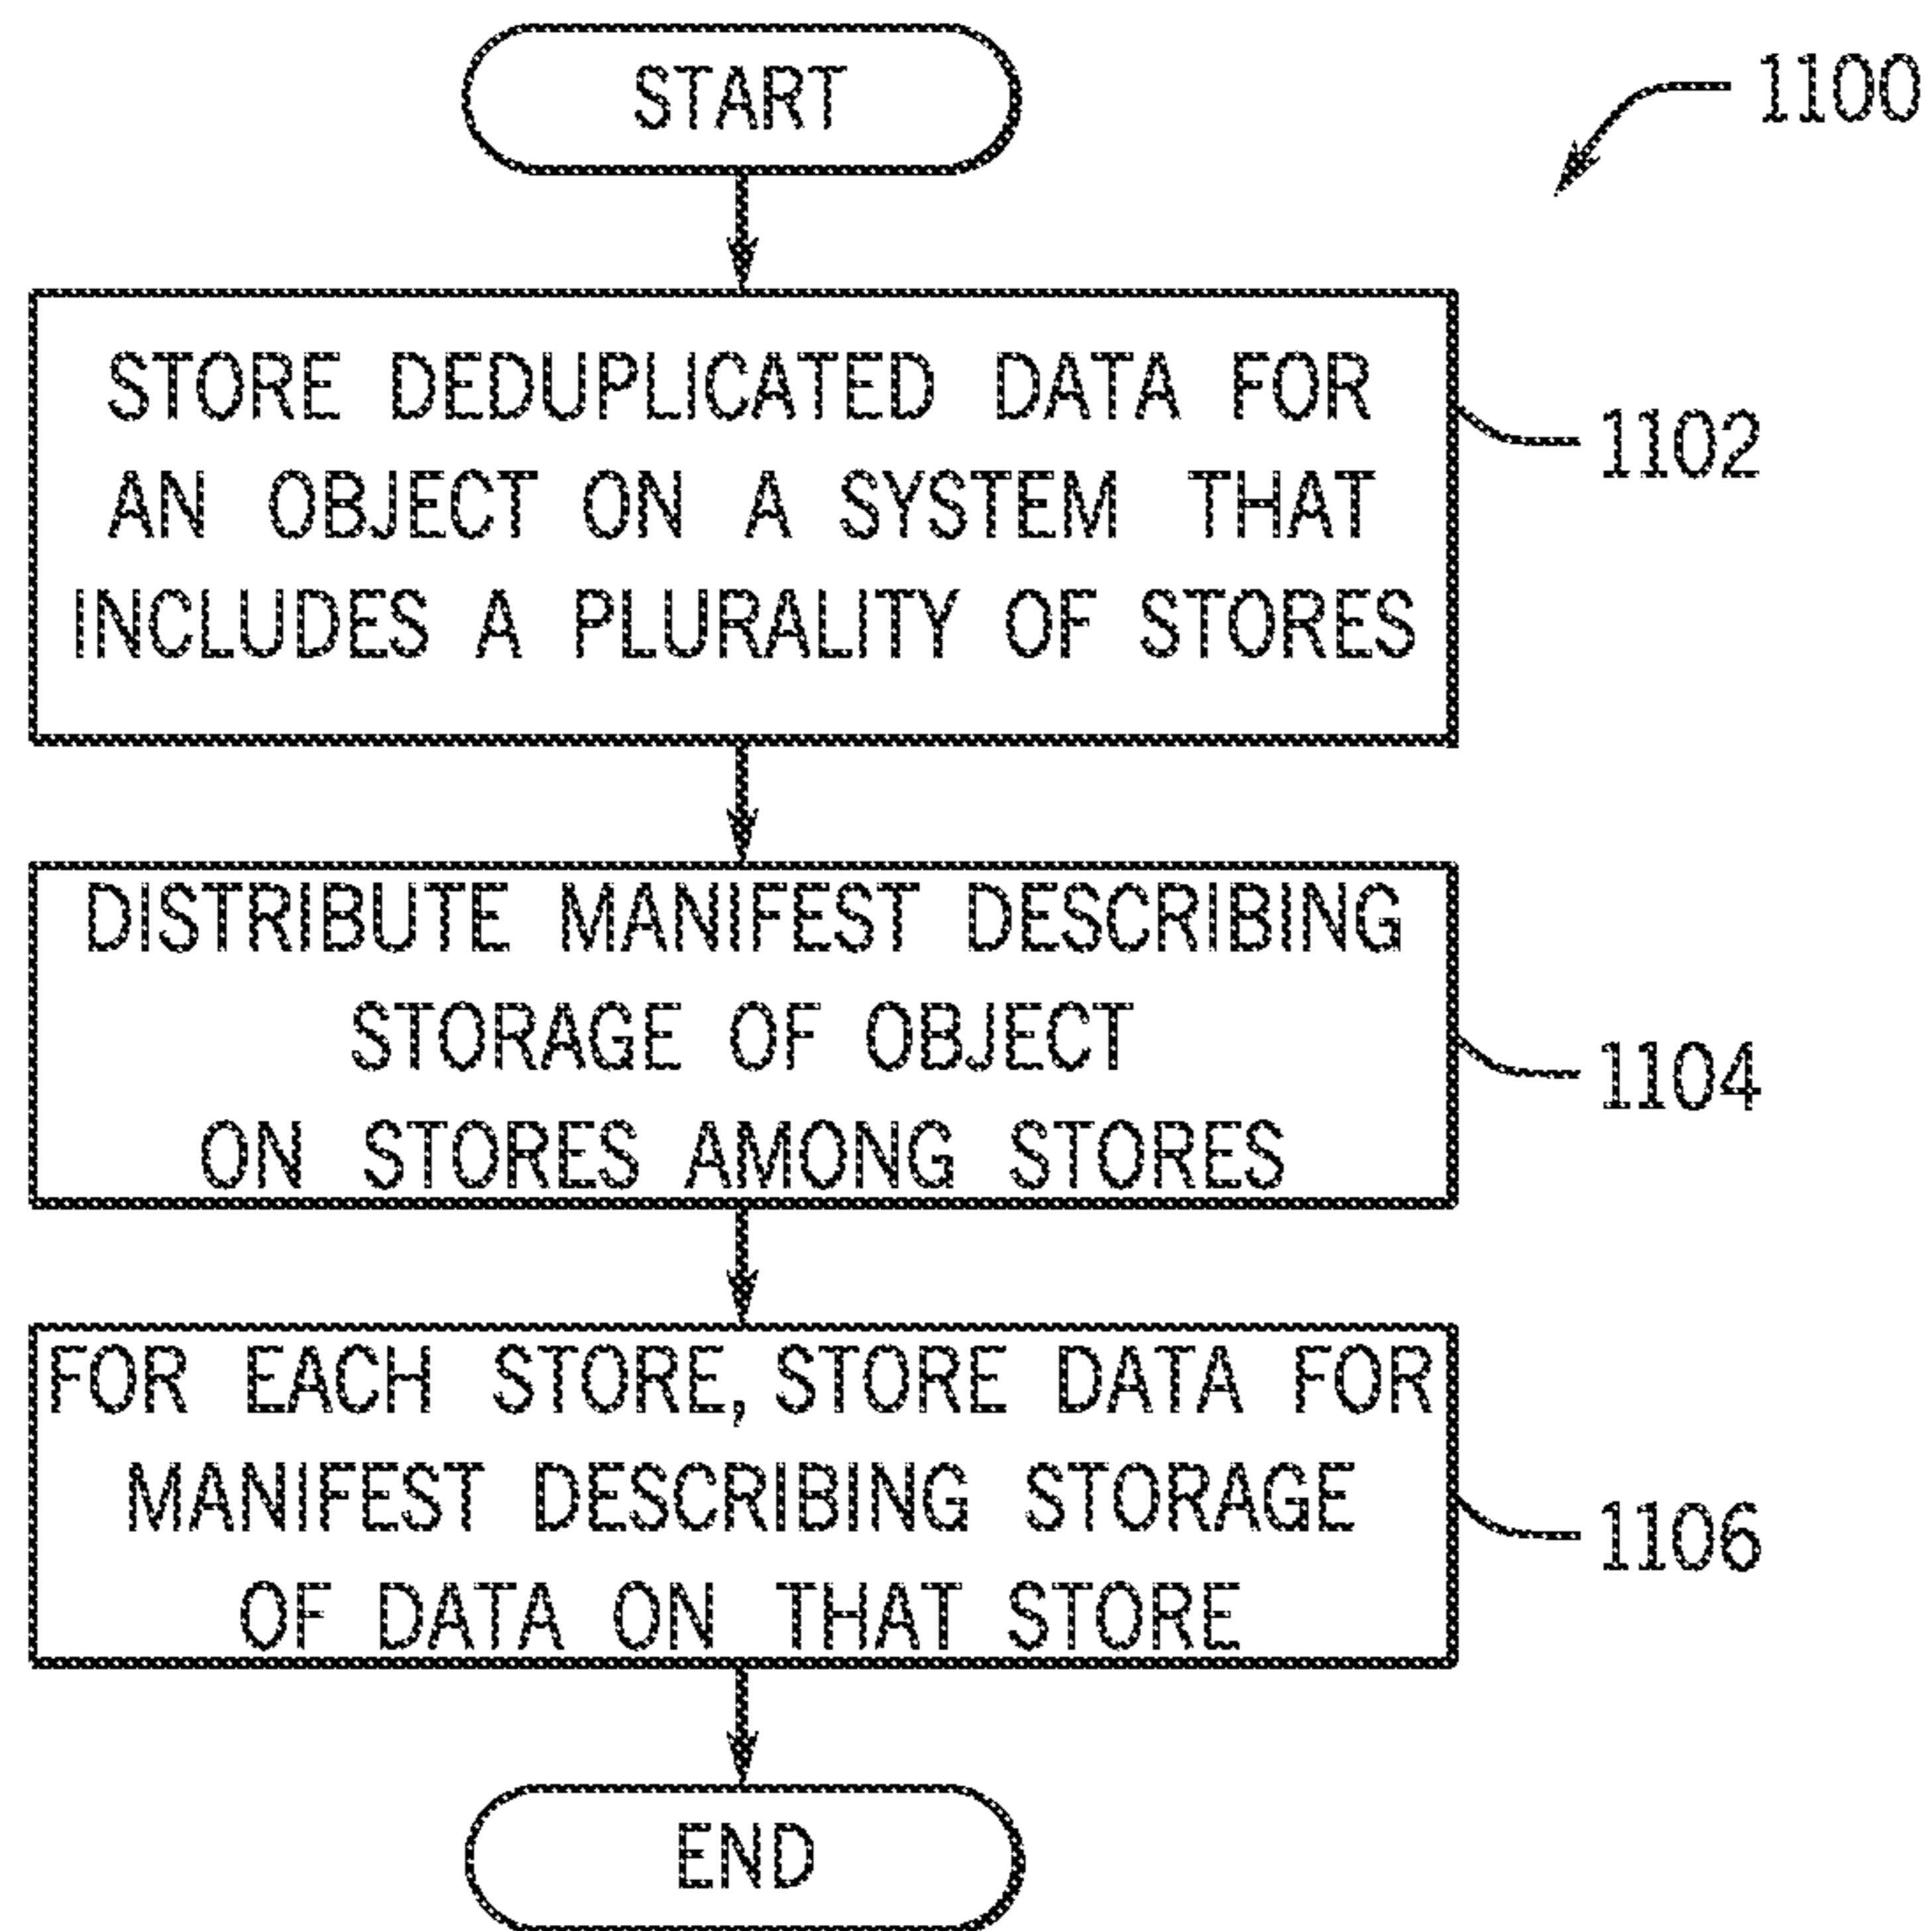 START
1100
STORE DEDUPLICATED DATA FOR
AN OBJECT ON A SYSTEM THAT
INCLUDES A PLURALITY OF STORES
1102
DISTRIBUTE MANIFEST DESCRIBING
STORAGE OF OBJECT
ON STORES AMONG STORES
1104
FOR EACH STORE, STORE DATA FOR
MANIFEST DESCRIBING STORAGE
OF DATA ON THAT STORE
1106
END